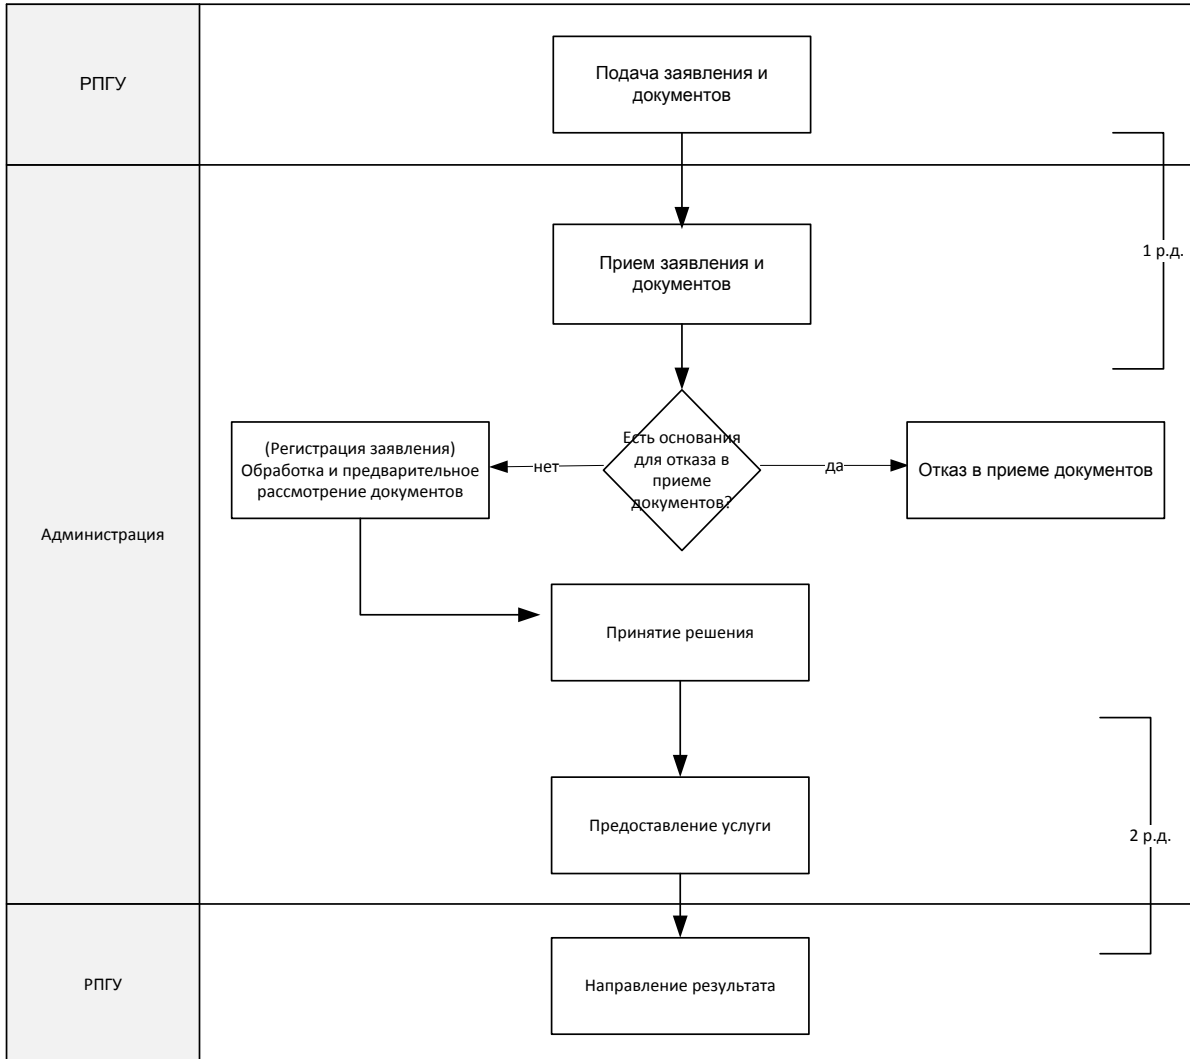 РПГУ
Подача заявления и
документов
Прием заявления и
документов
1 р.д.
Есть основания
для отказа в
приеме
документов?
нет
да
(Регистрация заявления)
Обработка и предварительное
рассмотрение документов
Отказ в приеме документов
Администрация
Принятие решения
Предоставление услуги
2 р.д.
РПГУ
Направление результата